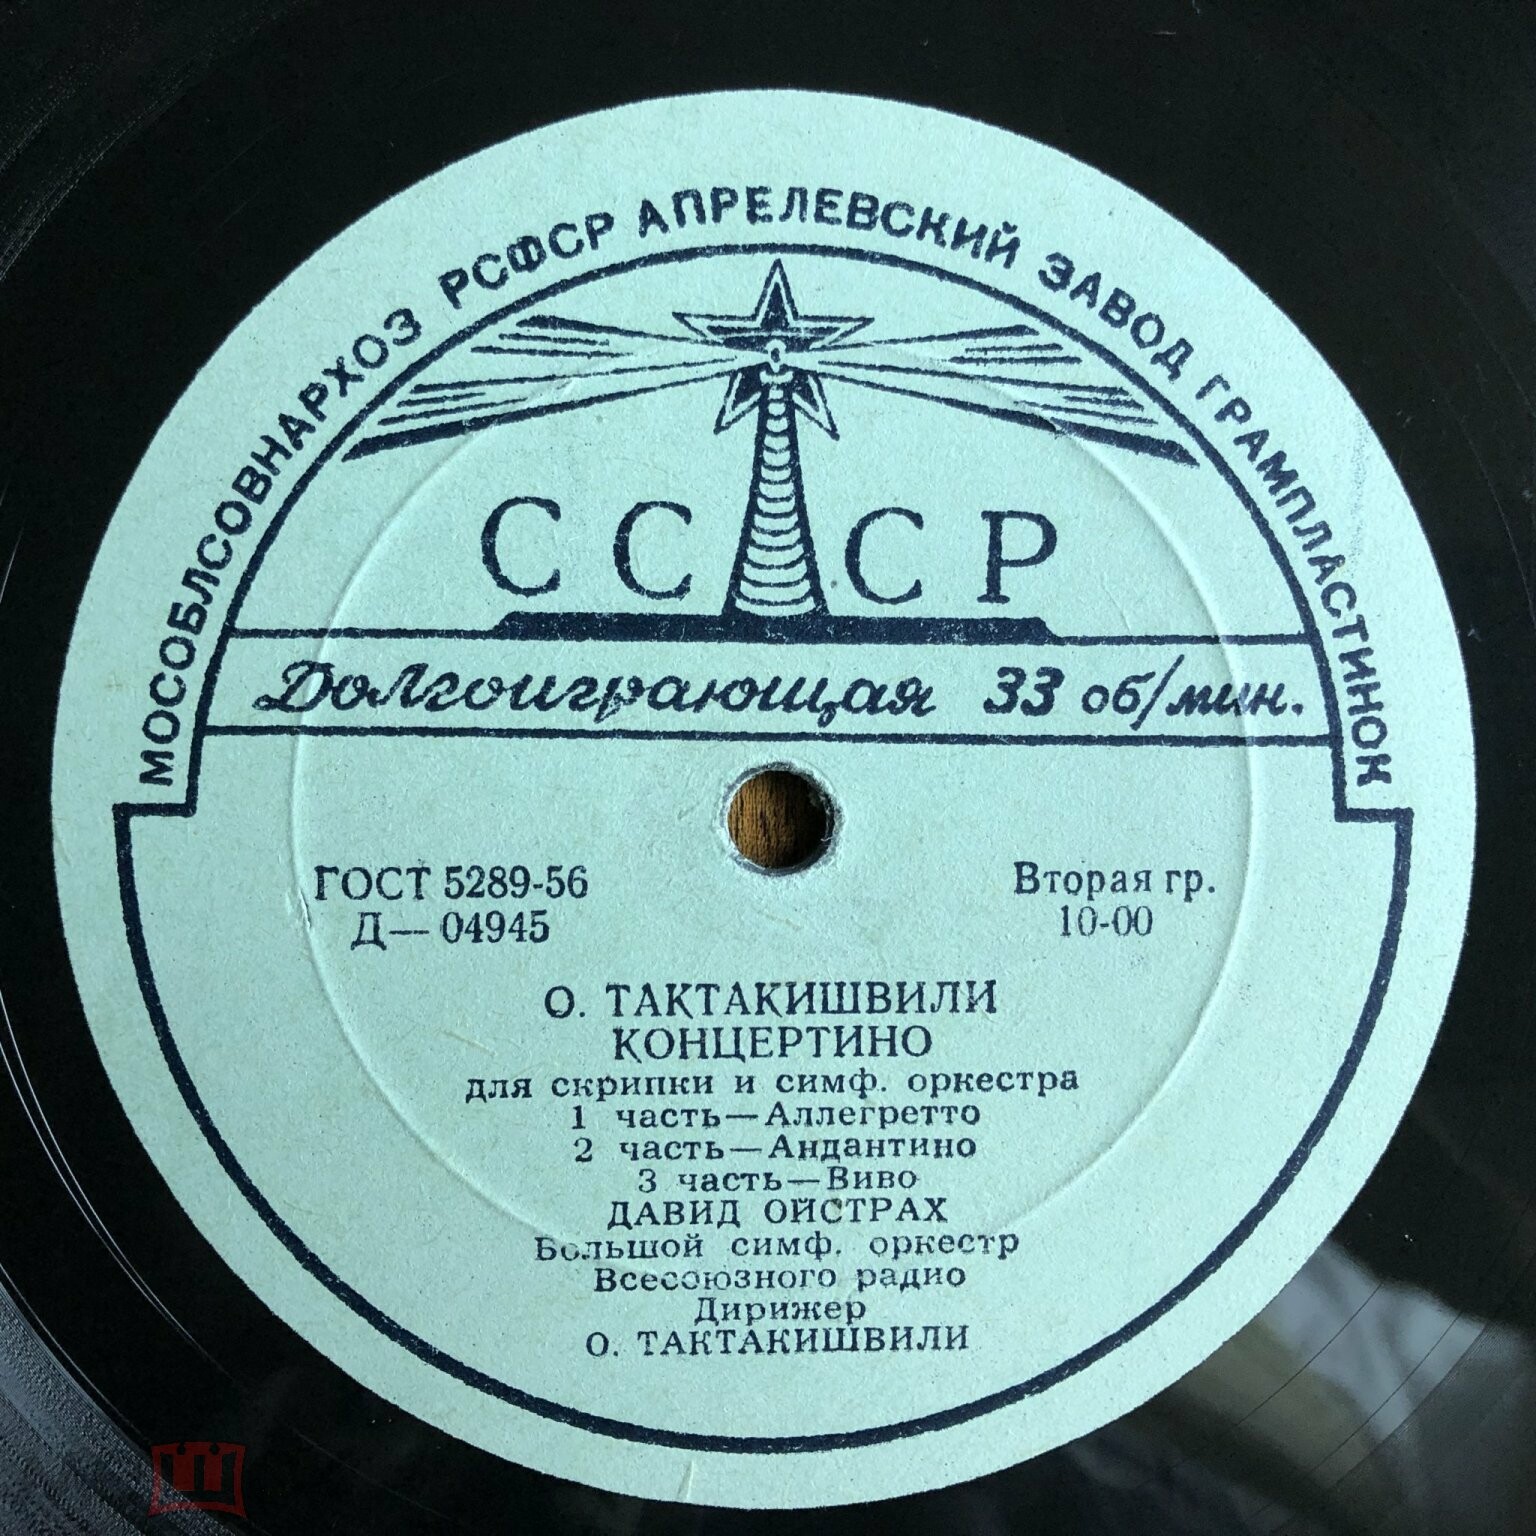 МОСОБЛСОВНАРХОЗ РСФСР АПРЕЛЕВСКИЙ ЗАВОД ГРАМПЛАСТИНОК
СССР
Долгоиграющая 33 об/мин.
ГОСТ 5289-56
Д—04945
Вторая гр.
10-00
О. ТАКТАКИШВИЛИ
КОНЦЕРТИНО
для скрипки и симф. оркестра
1 часть—Аллегретто
2 часть—Андантино
3 часть—Виво
ДАВИД ОЙСТРАХ
Большой симф. оркестр
Всесоюзного радио
Дирижер
О. ТАКТАКИШВИЛИ